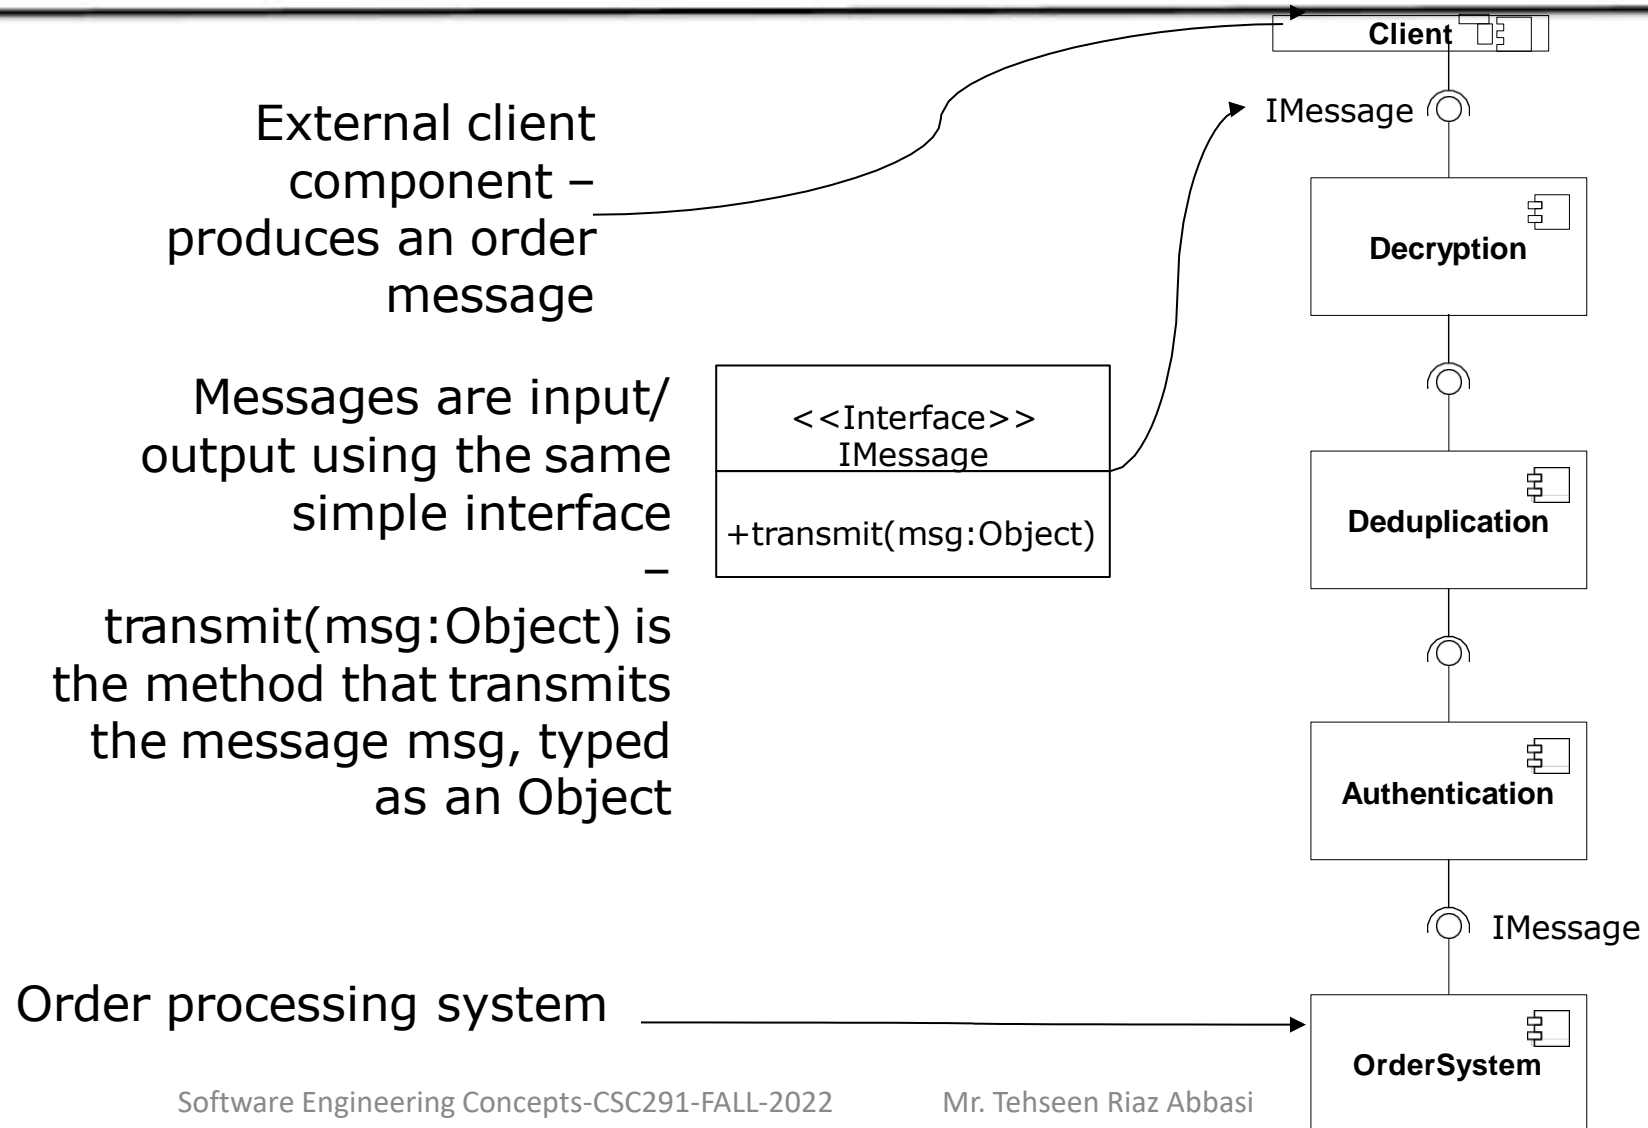 Client
External client
component –
produces an order
message
IMessage
Decryption
Messages are input/
output using the same
simple interface
–
transmit(msg:Object) is
the method that transmits
the message msg, typed
as an Object
<<Interface>>
IMessage
+transmit(msg:Object)
Deduplication
Authentication
IMessage
Order processing system
OrderSystem
Software Engineering Concepts-CSC291-FALL-2022 Mr. Tehseen Riaz Abbasi